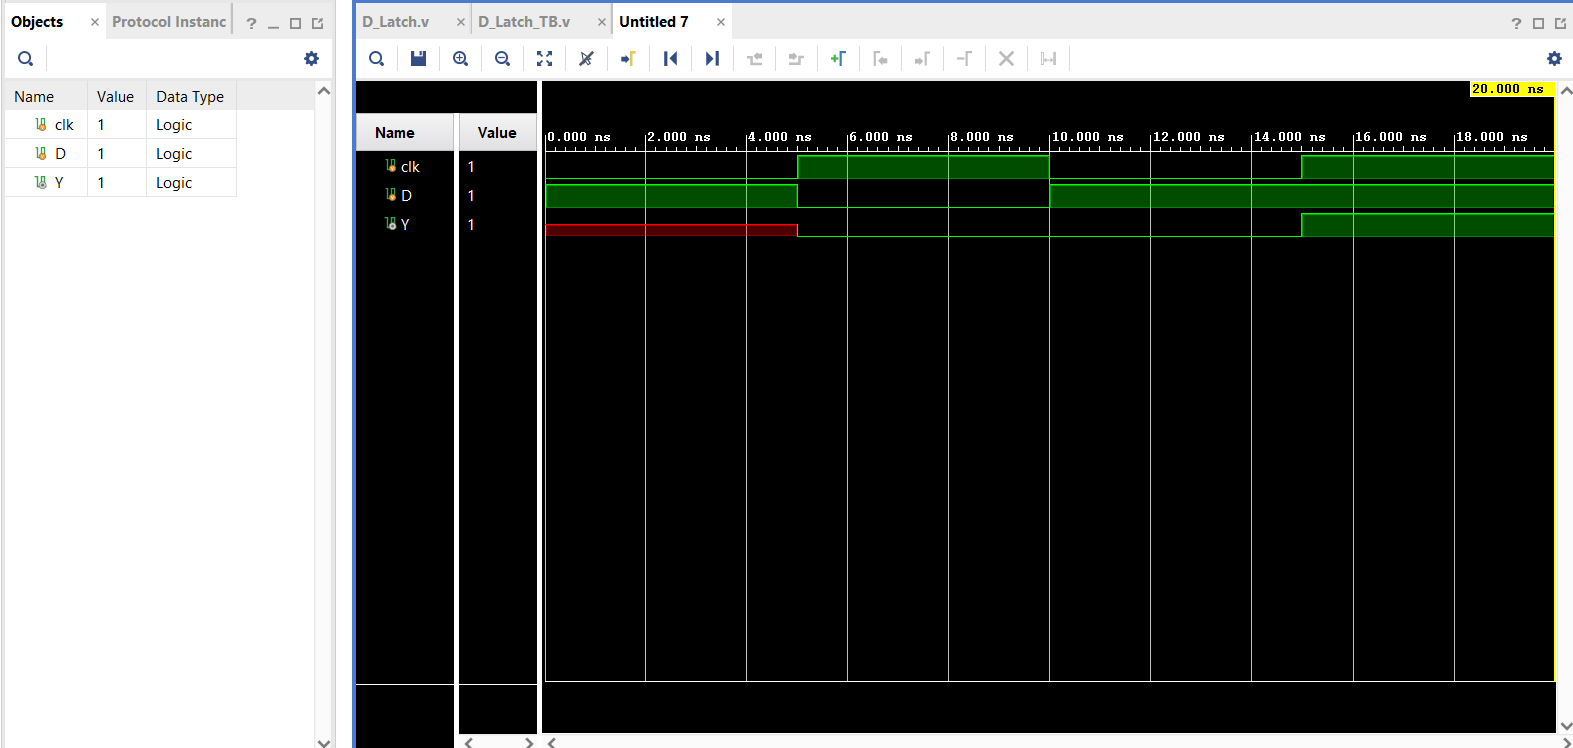 Objects × Protocol Instanc ? D_Latch.v × D_Latch_TB.v × Untitled 7 × ?
Name Value Data Type
clk 1 Logic
D 1 Logic
Y 1 Logic
20.000 ns
Name Value 0.000 ns 2.000 ns 4.000 ns 6.000 ns 8.000 ns 10.000 ns 12.000 ns 14.000 ns 16.000 ns 18.000 ns
clk 1
D 1
Y 1